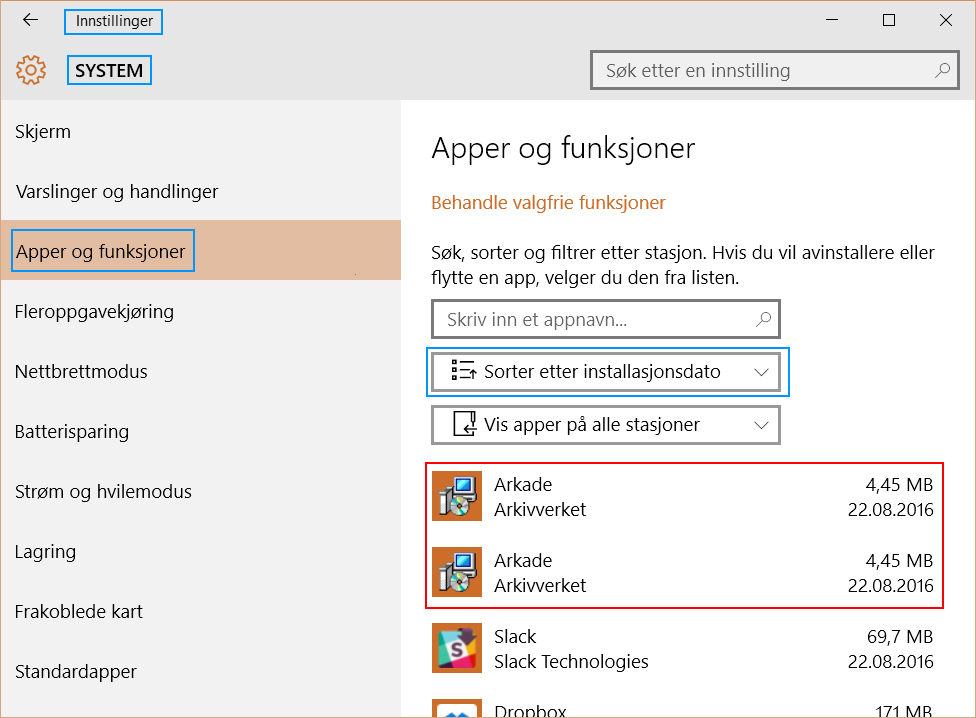 Innstillinger
SYSTEM
Søk etter en innstilling
Skjerm
Varslinger og handlinger
Apper og funksjoner
Fleroppgavekjøring
Nettbrettmodus
Batterisparing
Strøm og hvilemodus
Lagring
Frakoblede kart
Standardapper
Apper og funksjoner
Behandle valgfrie funksjoner
Søk, sorter og filtrer etter stasjon. Hvis du vil avinstallere eller
flytte en app, velger du den fra listen.
Skriv inn et appnavn...
Sorter etter installasjonsdato
Vis apper på alle stasjoner
Arkade 4,45 MB
Arkivverket 22.08.2016
Arkade 4,45 MB
Arkivverket 22.08.2016
Slack 69,7 MB
Slack Technologies 22.08.2016
Dropbox 171 MB